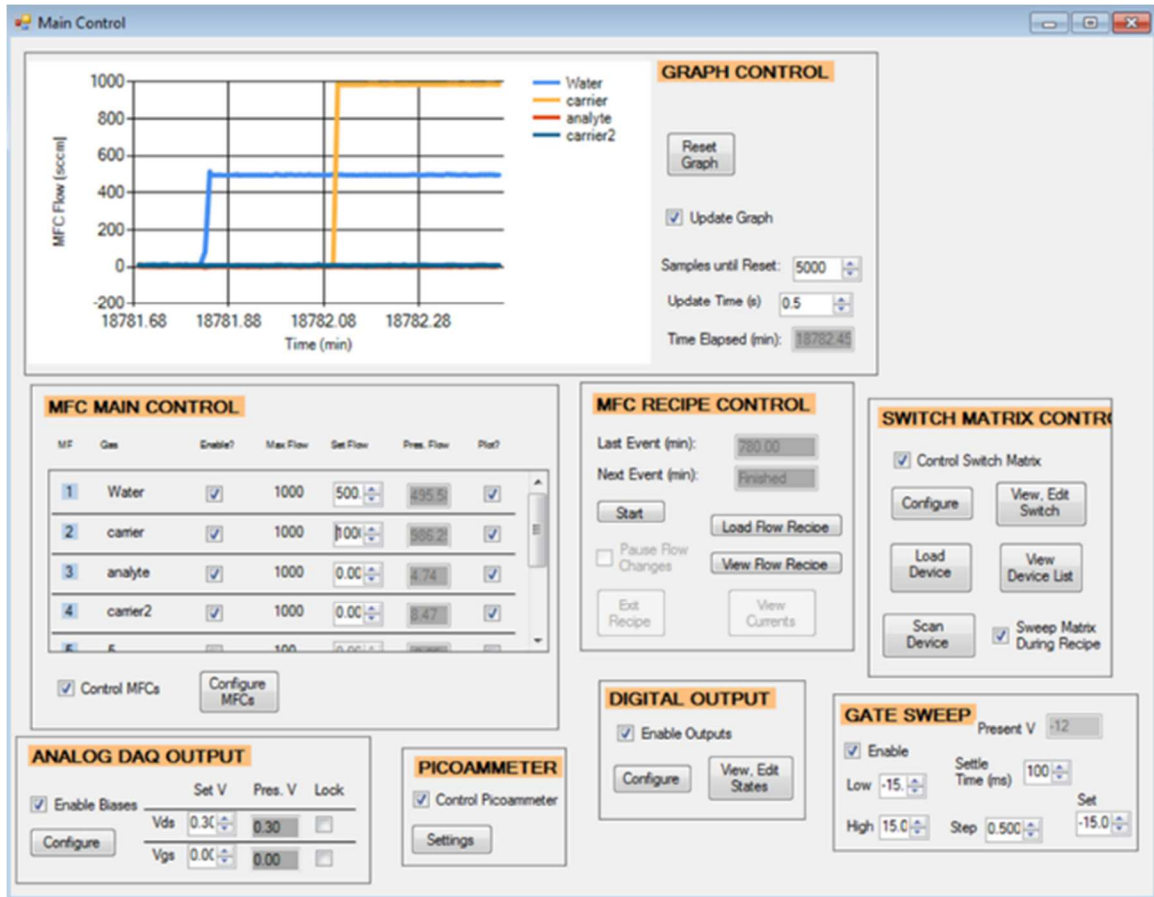 Main Control
GRAPH CONTROL
1000
800
600
400
200
0
-200
MFC Flow (sccm)
18781.68 18781.88 18782.08 18782.28
Time (min)
Water
carrier
analyte
carrier2
Reset
Graph
Update Graph
Samples until Reset: 5000
Update Time (s) 0.5
Time Elapsed (min): 18782.45
MFC MAIN CONTROL
MF Gas Enable? Max Flow Set Flow Pres. Flow Plot?
1 Water 1000 500. 495.58
2 carrier 1000 100( 986.29
3 analyte 1000 0.00 4.74
4 carrier2 1000 0.00 8.47
5 5 100
Control MFCs
Configure
MFCs
MFC RECIPE CONTROL
Last Event (min): 780.00
Next Event (min): Finished
Start
Load Flow Recipe
Pause Flow
Changes
View Flow Recipe
Exit
Recipe
View
Currents
SWITCH MATRIX CONTRO
Control Switch Matrix
Configure
View, Edit
Switch
Load
Device
View
Device List
Scan
Device
Sweep Matrix
During Recipe
ANALOG DAQ OUTPUT
Set V Pres. V Lock
Enable Biases
Vds 0.30 0.30
Configure
Vgs 0.00 0.00
PICOAMMETER
Control Picoammeter
Settings
DIGITAL OUTPUT
Enable Outputs
Configure
View, Edit
States
GATE SWEEP
Present V -12
Enable
Settle
Time (ms) 100
Low -15.
Set
High 15.0 Step 0.500 -15.0